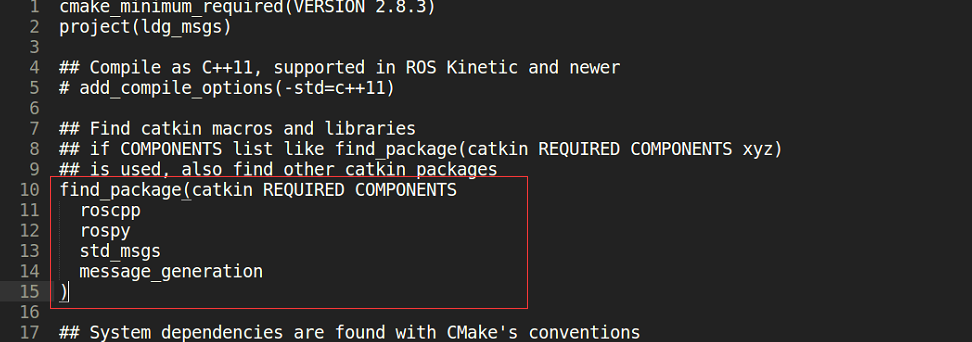 1 cmake_minimum_required(VERSION 2.8.3)
2 project(ldg_msgs)
3
4 ## Compile as C++11, supported in ROS Kinetic and newer
5 # add_compile_options(-std=c++11)
6
7 ## Find catkin macros and libraries
8 ## if COMPONENTS list like find_package(catkin REQUIRED COMPONENTS xyz)
9 ## is used, also find other catkin packages
10 find_package(catkin REQUIRED COMPONENTS
11   roscpp
12   rospy
13   std_msgs
14   message_generation
15 )
16
17 ## System dependencies are found with CMake's conventions